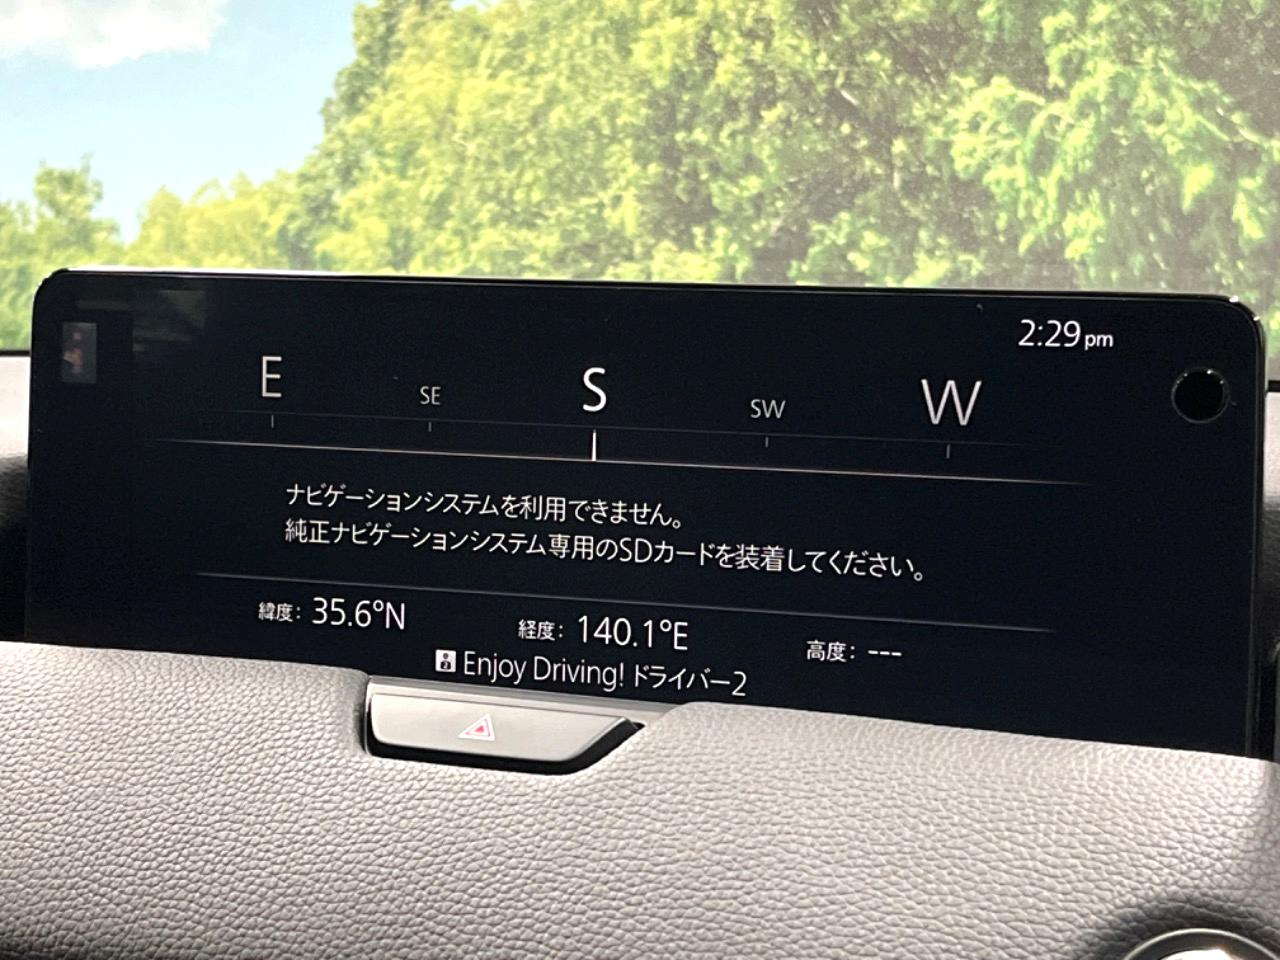 2:29pm
E SE S SW W
ナビゲーションシステムを利用できません。
純正ナビゲーションシステム専用のSDカードを装着してください。
緯度: 35.6°N 経度: 140.1°E 高度: ---
Enjoy Driving! ドライバー2